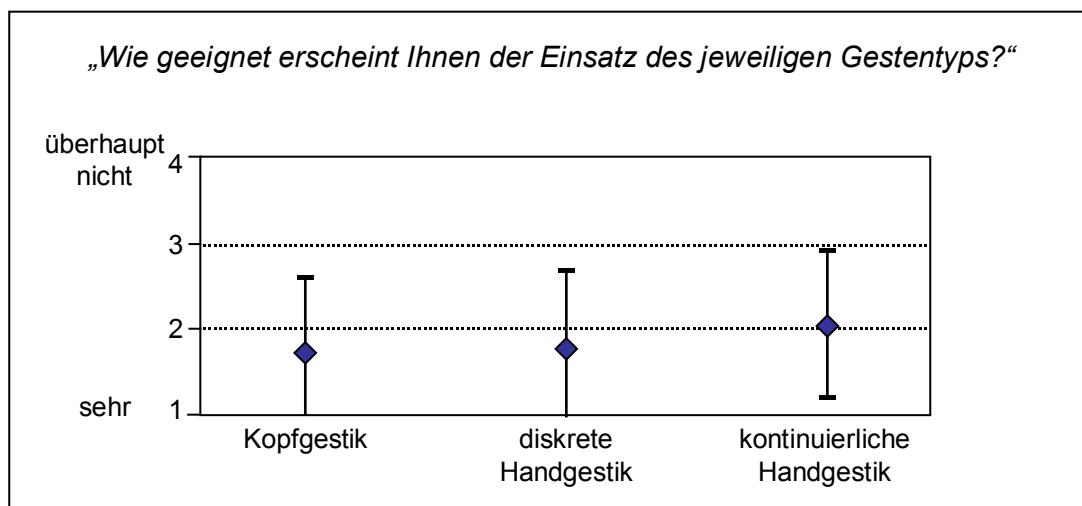 „Wie geeignet erscheint Ihnen der Einsatz des jeweiligen Gestentyps?“
überhaupt
nicht
4
3
2
sehr
1
Kopfgestik
diskrete
Handgestik
kontinuierliche
Handgestik